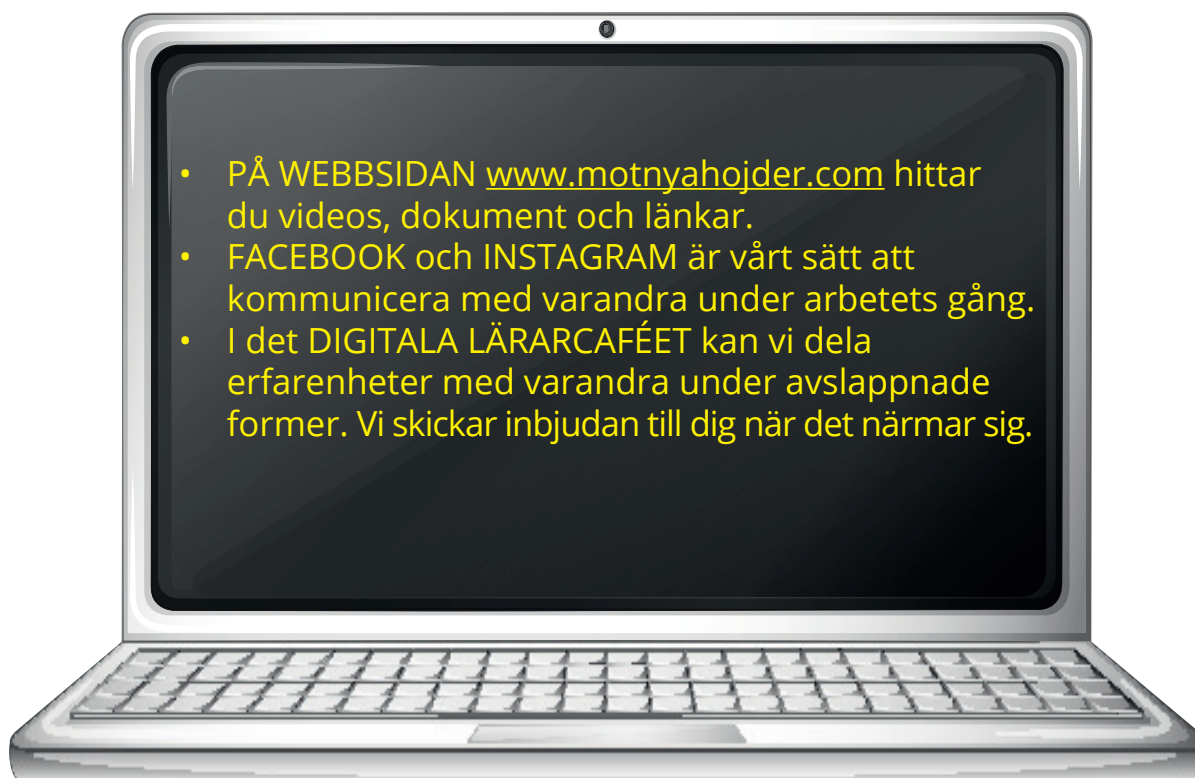 • PÅ WEBBSIDAN www.motnyahojder.com hittar
du videos, dokument och länkar.
• FACEBOOK och INSTAGRAM är vårt sätt att
kommunicera med varandra under arbetets gång.
• I det DIGITALA LÄRARCAFÉET kan vi dela
erfarenheter med varandra under avslappnade
former. Vi skickar inbjudan till dig när det närmar sig.